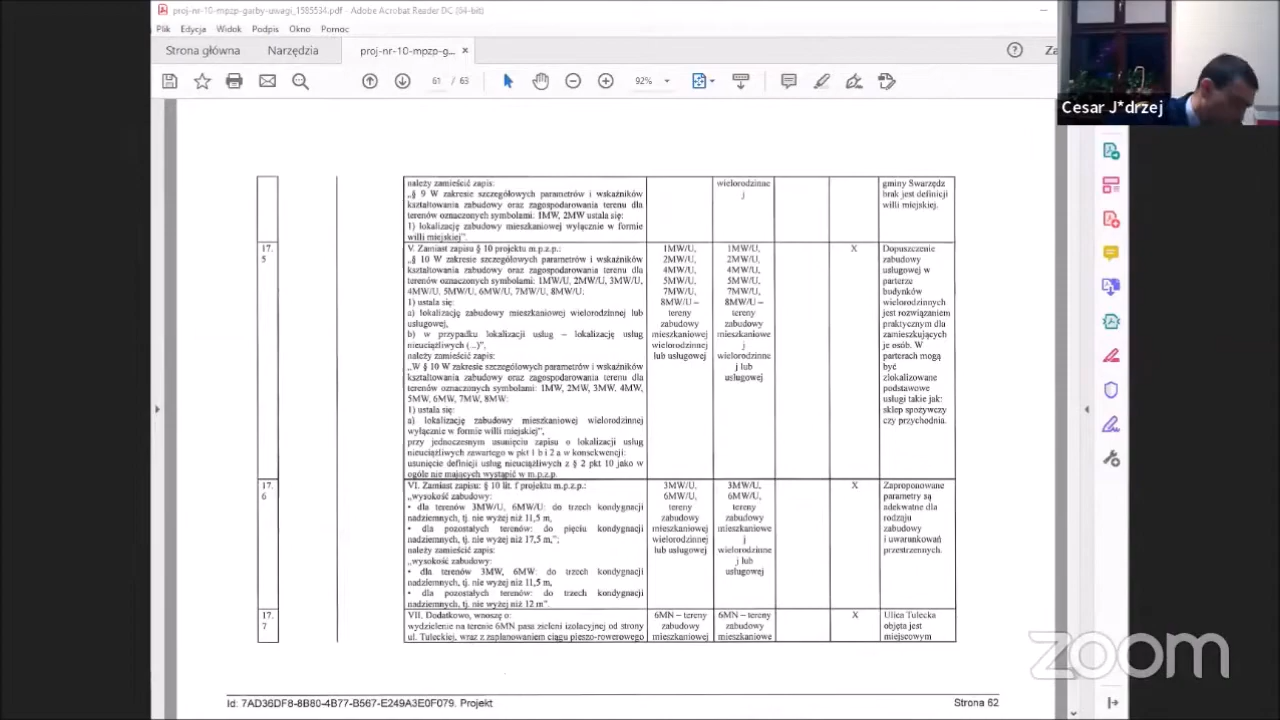 proj-nr-10-mpzp-garby-uwagi_1585534.pdf - Adobe Acrobat Reader DC (64-bit)
Plik Edycja Widok Podpis Okno Pomoc
Strona główna Narzędzia proj-nr-10-mpzp-g... × Za
61 / 63 92%
Cesar J*drzej
należy zamieścić zapis:
„§ 9 W zakresie szczegółowych parametrów i wskaźników
kształtowania zabudowy oraz zagospodarowania terenu dla
terenów oznaczonych symbolami: 1MW, 2MW ustala się:
1) lokalizację zabudowy mieszkaniowej wyłącznie w formie
willi miejskiej”.
wielorodzinne
j
gminy Swarzędz
brak jest definicji
willi miejskiej.
17.
5
V. Zamiast zapisu § 10 projektu m.p.z.p.:
„§ 10 W zakresie szczegółowych parametrów i wskaźników
kształtowania zabudowy oraz zagospodarowania terenu dla
terenów oznaczonych symbolami: 1MW/U, 2MW/U, 3MW/U,
4MW/U, 5MW/U, 6MW/U, 7MW/U, 8MW/U:
1) ustala się:
a) lokalizację zabudowy mieszkaniowej wielorodzinnej lub
usługowej,
b) w przypadku lokalizacji usług – lokalizację usług
nieuciążliwych (...)”,
należy zamieścić zapis:
„W § 10 W zakresie szczegółowych parametrów i wskaźników
kształtowania zabudowy oraz zagospodarowania terenu dla
terenów oznaczonych symbolami: 1MW, 2MW, 3MW, 4MW,
5MW, 6MW, 7MW, 8MW:
1) ustala się:
a) lokalizację zabudowy mieszkaniowej wielorodzinnej
wyłącznie w formie willi miejskiej”,
przy jednoczesnym usunięciu zapisu o lokalizacji usług
nieuciążliwych zawartego w pkt 1 b i 2 a w konsekwencji:
usunięcie definicji usług nieuciążliwych z § 2 pkt 10 jako w
ogóle nie mających wystąpić w m.p.z.p.
1MW/U,
2MW/U,
4MW/U,
5MW/U,
7MW/U,
8MW/U –
tereny
zabudowy
mieszkaniowej
wielorodzinnej
lub usługowej
1MW/U,
2MW/U,
4MW/U,
5MW/U,
7MW/U,
8MW/U –
tereny
zabudowy
mieszkaniowe
j
wielorodzinne
j lub
usługowej
X
Dopuszczenie
zabudowy
usługowej w
parterze
budynków
wielorodzinnych
jest rozwiązaniem
praktycznym dla
zamieszkujących
je osób. W
parterach mogą
być
zlokalizowane
podstawowe
usługi takie jak:
sklep spożywczy
czy przychodnia.
17.
6
VI. Zamiast zapisu: § 10 lit. f projektu m.p.z.p.:
„wysokość zabudowy:
• dla terenów 3MW/U, 6MW/U: do trzech kondygnacji
nadziemnych, tj. nie wyżej niż 11,5 m,
• dla pozostałych terenów: do pięciu kondygnacji
nadziemnych, tj. nie wyżej niż 17,5 m,”;
należy zamieścić zapis:
„wysokość zabudowy:
• dla terenów 3MW, 6MW: do trzech kondygnacji
nadziemnych, tj. nie wyżej niż 11,5 m,
• dla pozostałych terenów: do trzech kondygnacji
nadziemnych, tj. nie wyżej niż 12 m”.
3MW/U,
6MW/U,
tereny
zabudowy
mieszkaniowej
wielorodzinnej
lub usługowej
3MW/U,
6MW/U,
tereny
zabudowy
mieszkaniowe
j
wielorodzinne
j lub
usługowej
X
Zaproponowane
parametry są
adekwatne dla
rodzaju
zabudowy
i uwarunkowań
przestrzennych.
17.
7
VII. Dodatkowo, wnoszę o:
wydzielenie na terenie 6MN pasa zieleni izolacyjnej od strony
ul. Tuleckiej, wraz z zaplanowaniem ciągu pieszo-rowerowego
6MN – tereny
zabudowy
mieszkaniowej
6MN – tereny
zabudowy
mieszkaniowe
X
Ulica Tulecka
objęta jest
miejscowym
Id: 7AD36DF8-8B80-4B77-B567-E249A3E0F079. Projekt
Strona 62
zoom